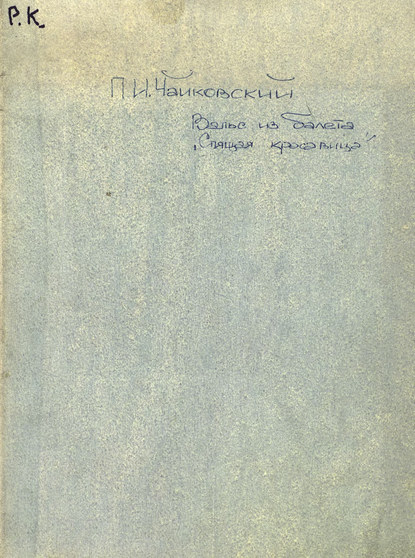 Р.К.
П.И.Чайковский
Вальс из балета
„Спящая красавица"